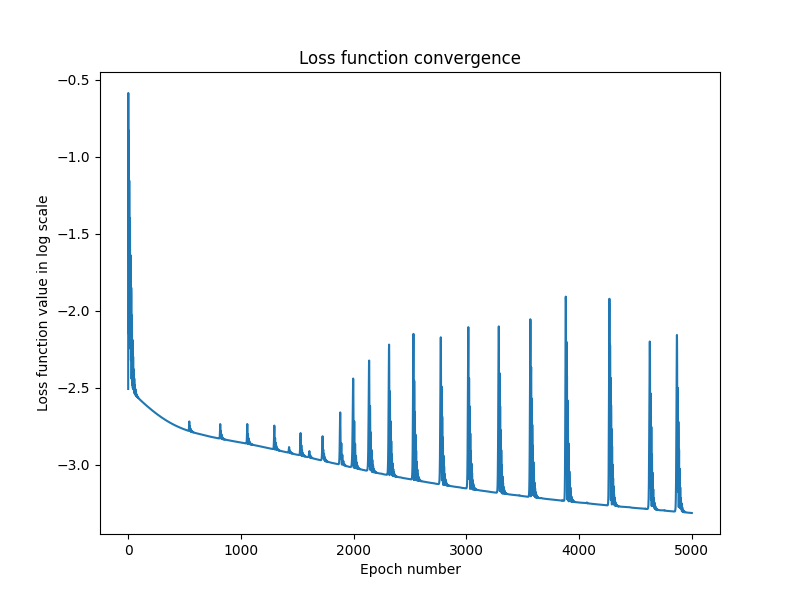 Loss function convergence
−0.5
−1.0
−1.5
−2.0
−2.5
−3.0
Loss function value in log scale
0 1000 2000 3000 4000 5000
Epoch number